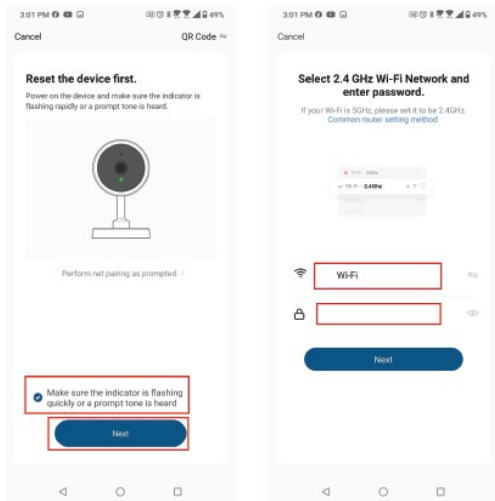 3:01 PM
49%
Cancel
QR Code
Reset the device first.
Power on the device and make sure the indicator is
flashing rapidly or a prompt tone is heard.
Perform net pairing as prompted.
Make sure the indicator is flashing
quickly or a prompt tone is heard
Next
3:01 PM
49%
Cancel
Select 2.4 GHz Wi-Fi Network and
enter password.
If your Wi-Fi is 5GHz, please set it to be 2.4GHz.
Common router setting method
Wi-Fi - 5Ghz
Wi-Fi - 2.4Ghz
Wi-Fi
Next